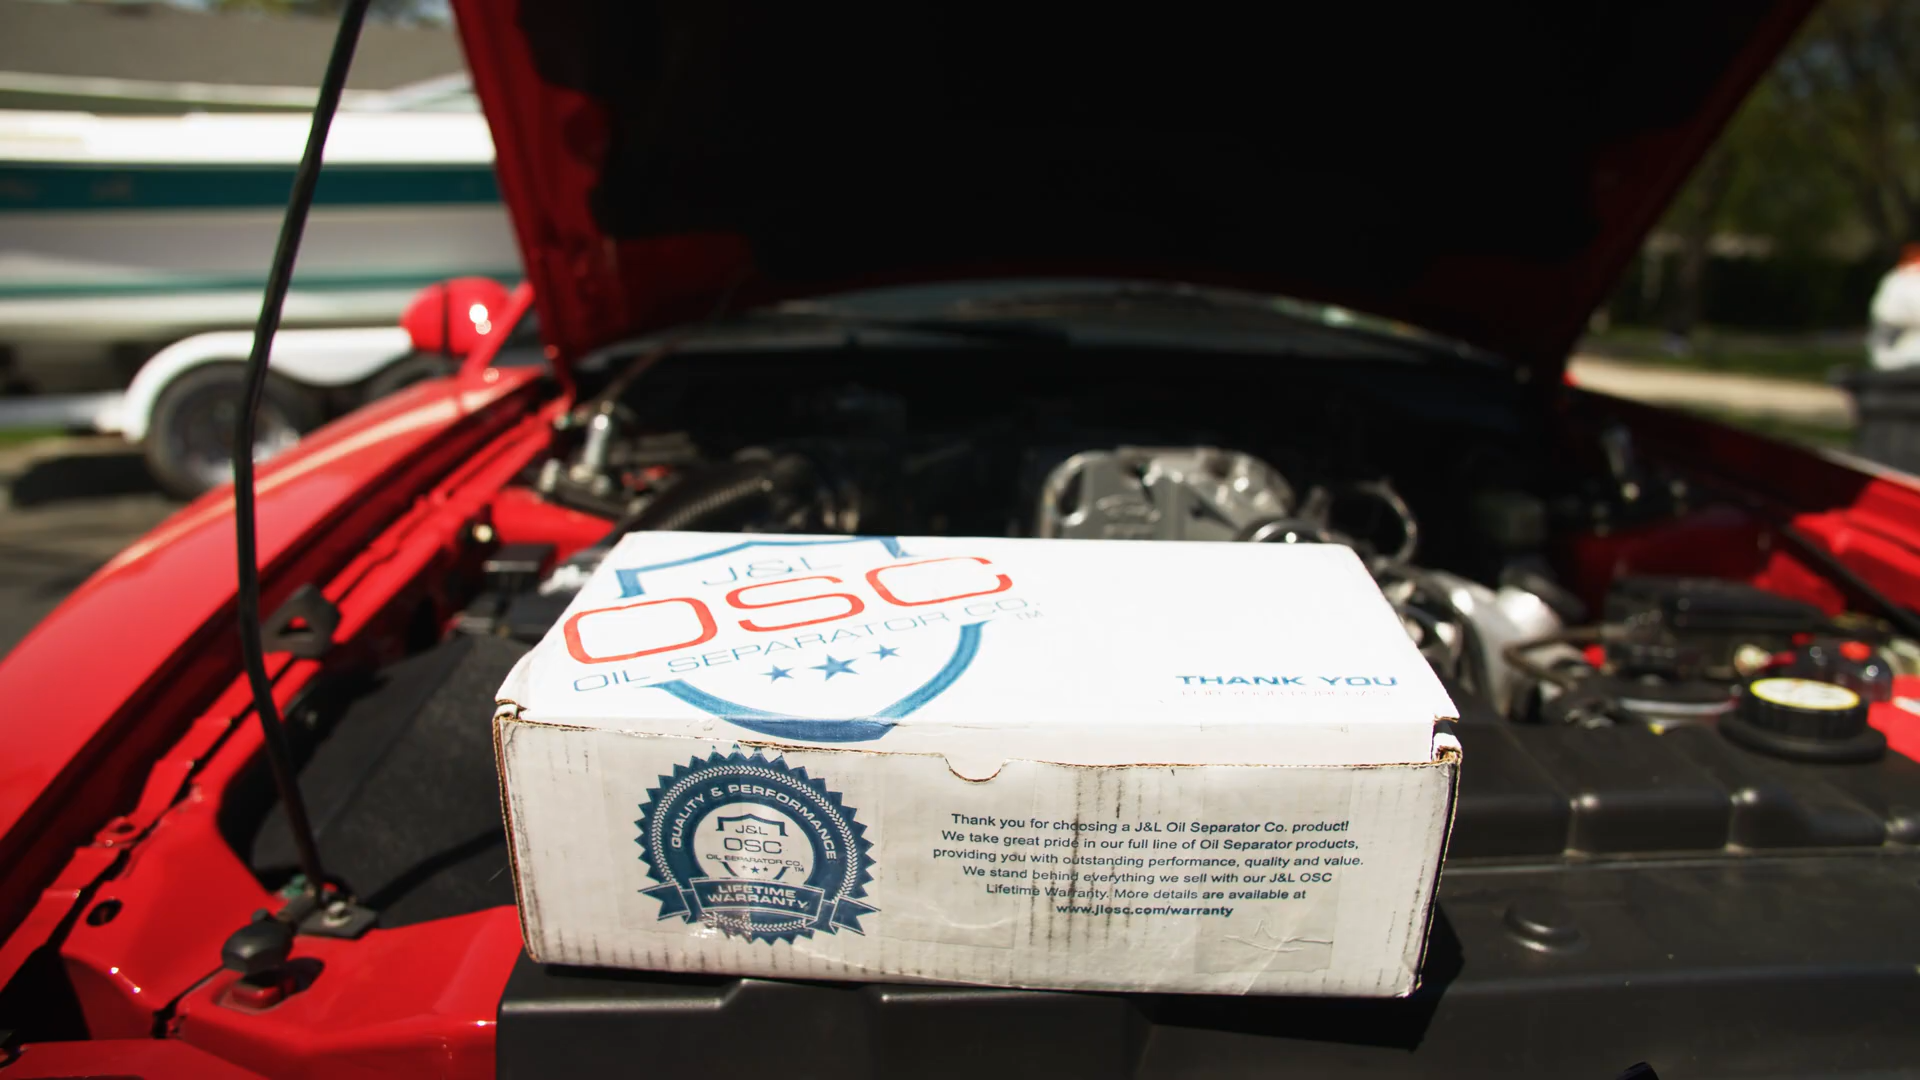 J&L
OSC
OIL SEPARATOR CO.™
THANK YOU
FOR YOUR PURCHASE
QUALITY & PERFORMANCE
J&L
OSC
OIL SEPARATOR CO.
TM
LIFETIME
WARRANTY
Thank you for choosing a J&L Oil Separator Co. product!
We take great pride in our full line of Oil Separator products,
providing you with outstanding performance, quality and value.
We stand behind everything we sell with our J&L OSC
Lifetime Warranty. More details are available at
www.jlosc.com/warranty